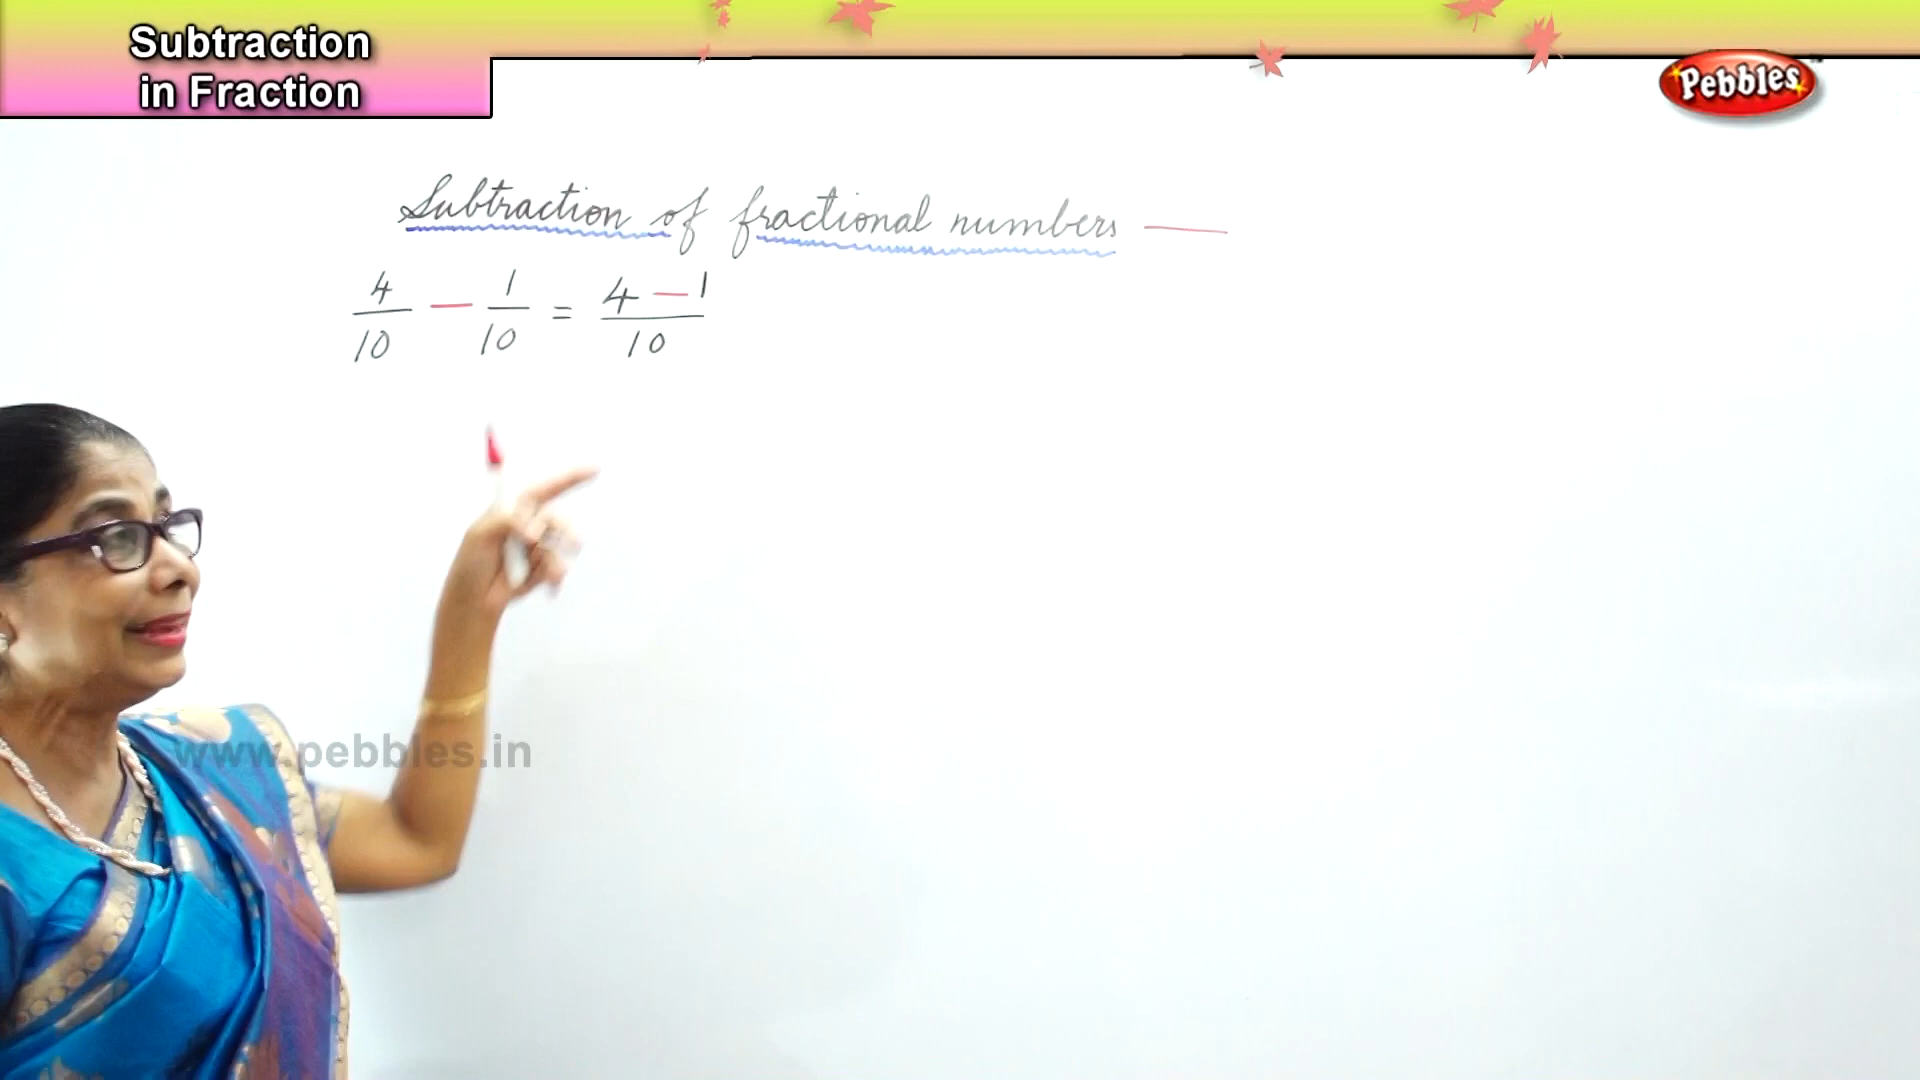 Subtraction
in Fraction
Pebbles
Subtraction of fractional numbers —
4/10 — 1/10 = 4 — 1/10
www.pebbles.in